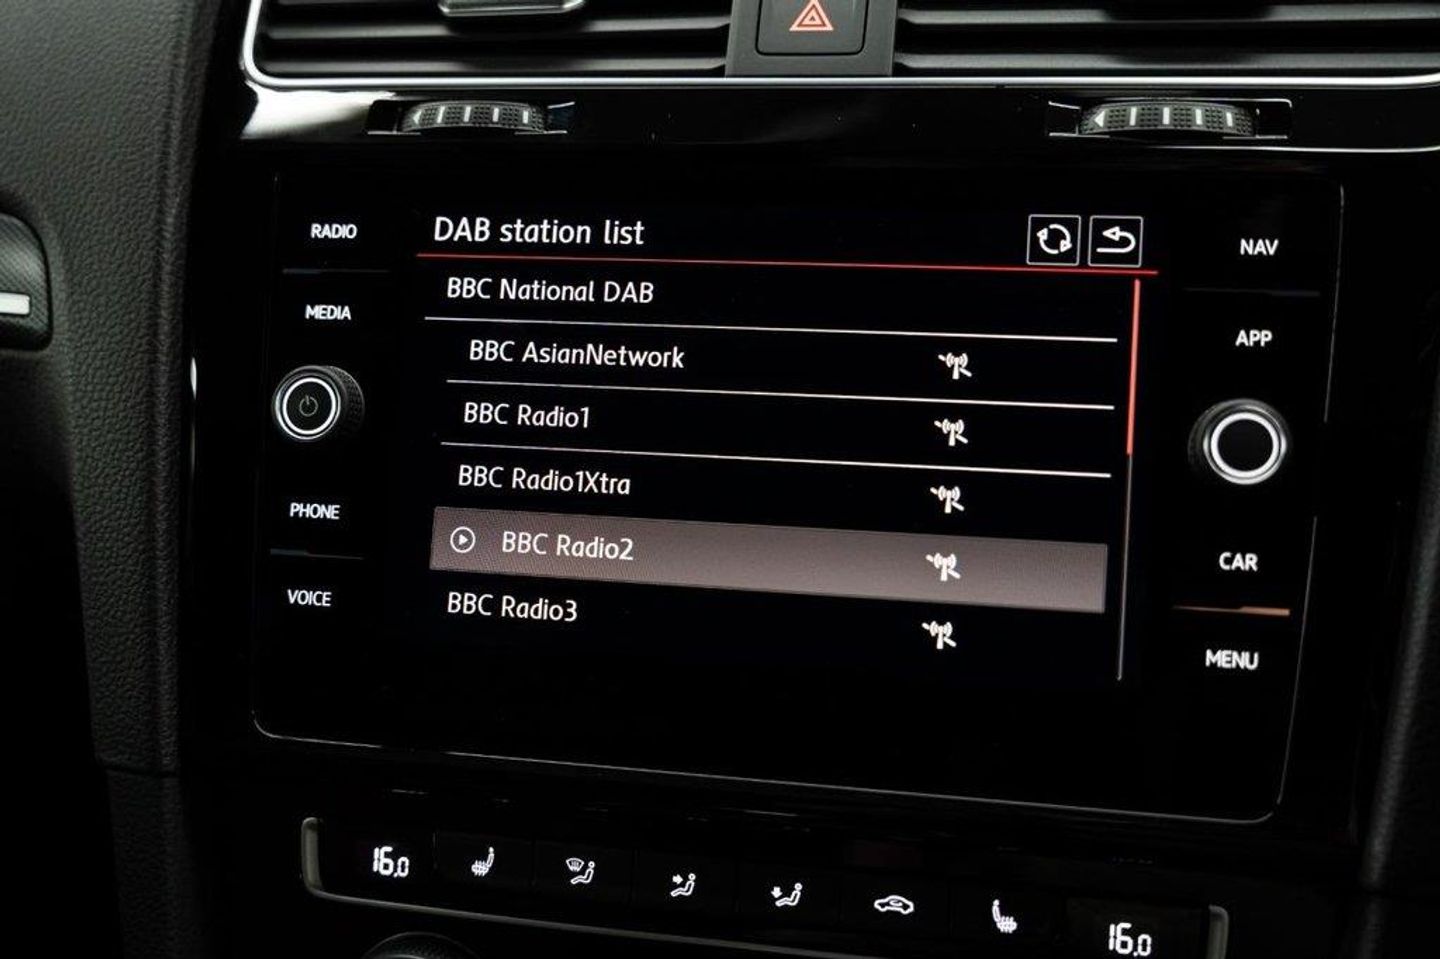 RADIO
MEDIA
PHONE
VOICE
DAB station list
BBC National DAB
BBC AsianNetwork
BBC Radio1
BBC Radio1Xtra
BBC Radio2
BBC Radio3
NAV
APP
CAR
MENU
16.0
16.0